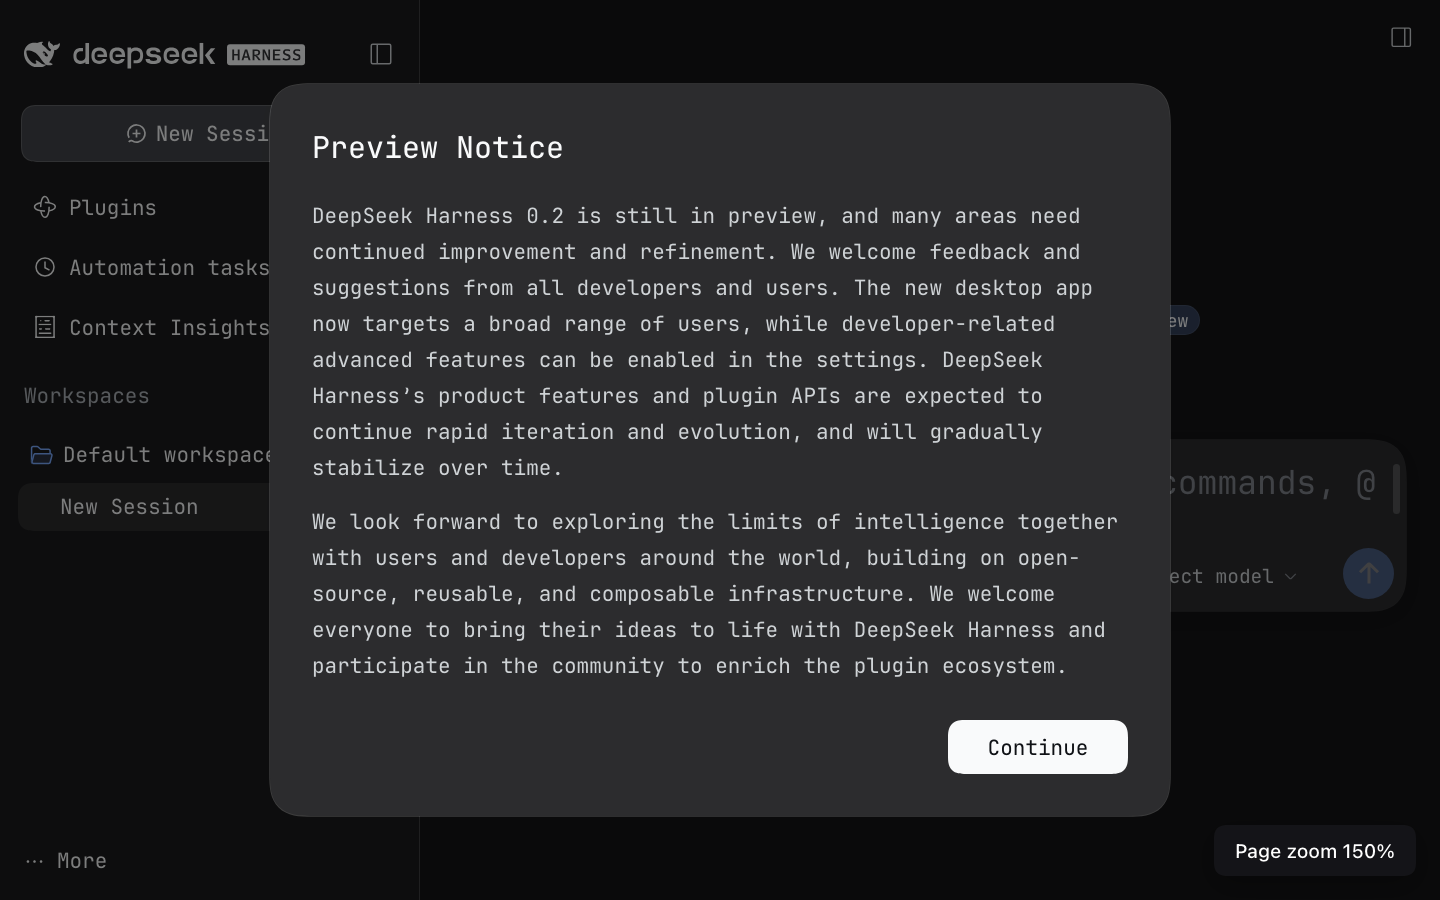 deepseek HARNESS
New Sessi
Plugins
Automation tasks
Context Insights
Workspaces
Default workspace
New Session
More
Preview Notice
DeepSeek Harness 0.2 is still in preview, and many areas need
continued improvement and refinement. We welcome feedback and
suggestions from all developers and users. The new desktop app
now targets a broad range of users, while developer-related
advanced features can be enabled in the settings. DeepSeek
Harness’s product features and plugin APIs are expected to
continue rapid iteration and evolution, and will gradually
stabilize over time.
We look forward to exploring the limits of intelligence together
with users and developers around the world, building on open-
source, reusable, and composable infrastructure. We welcome
everyone to bring their ideas to life with DeepSeek Harness and
participate in the community to enrich the plugin ecosystem.
Continue
ew
commands, @
ect model
Page zoom 150%